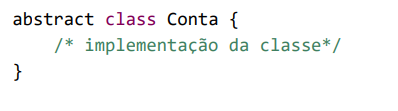 abstract class Conta {
    /* implementação da classe*/
}